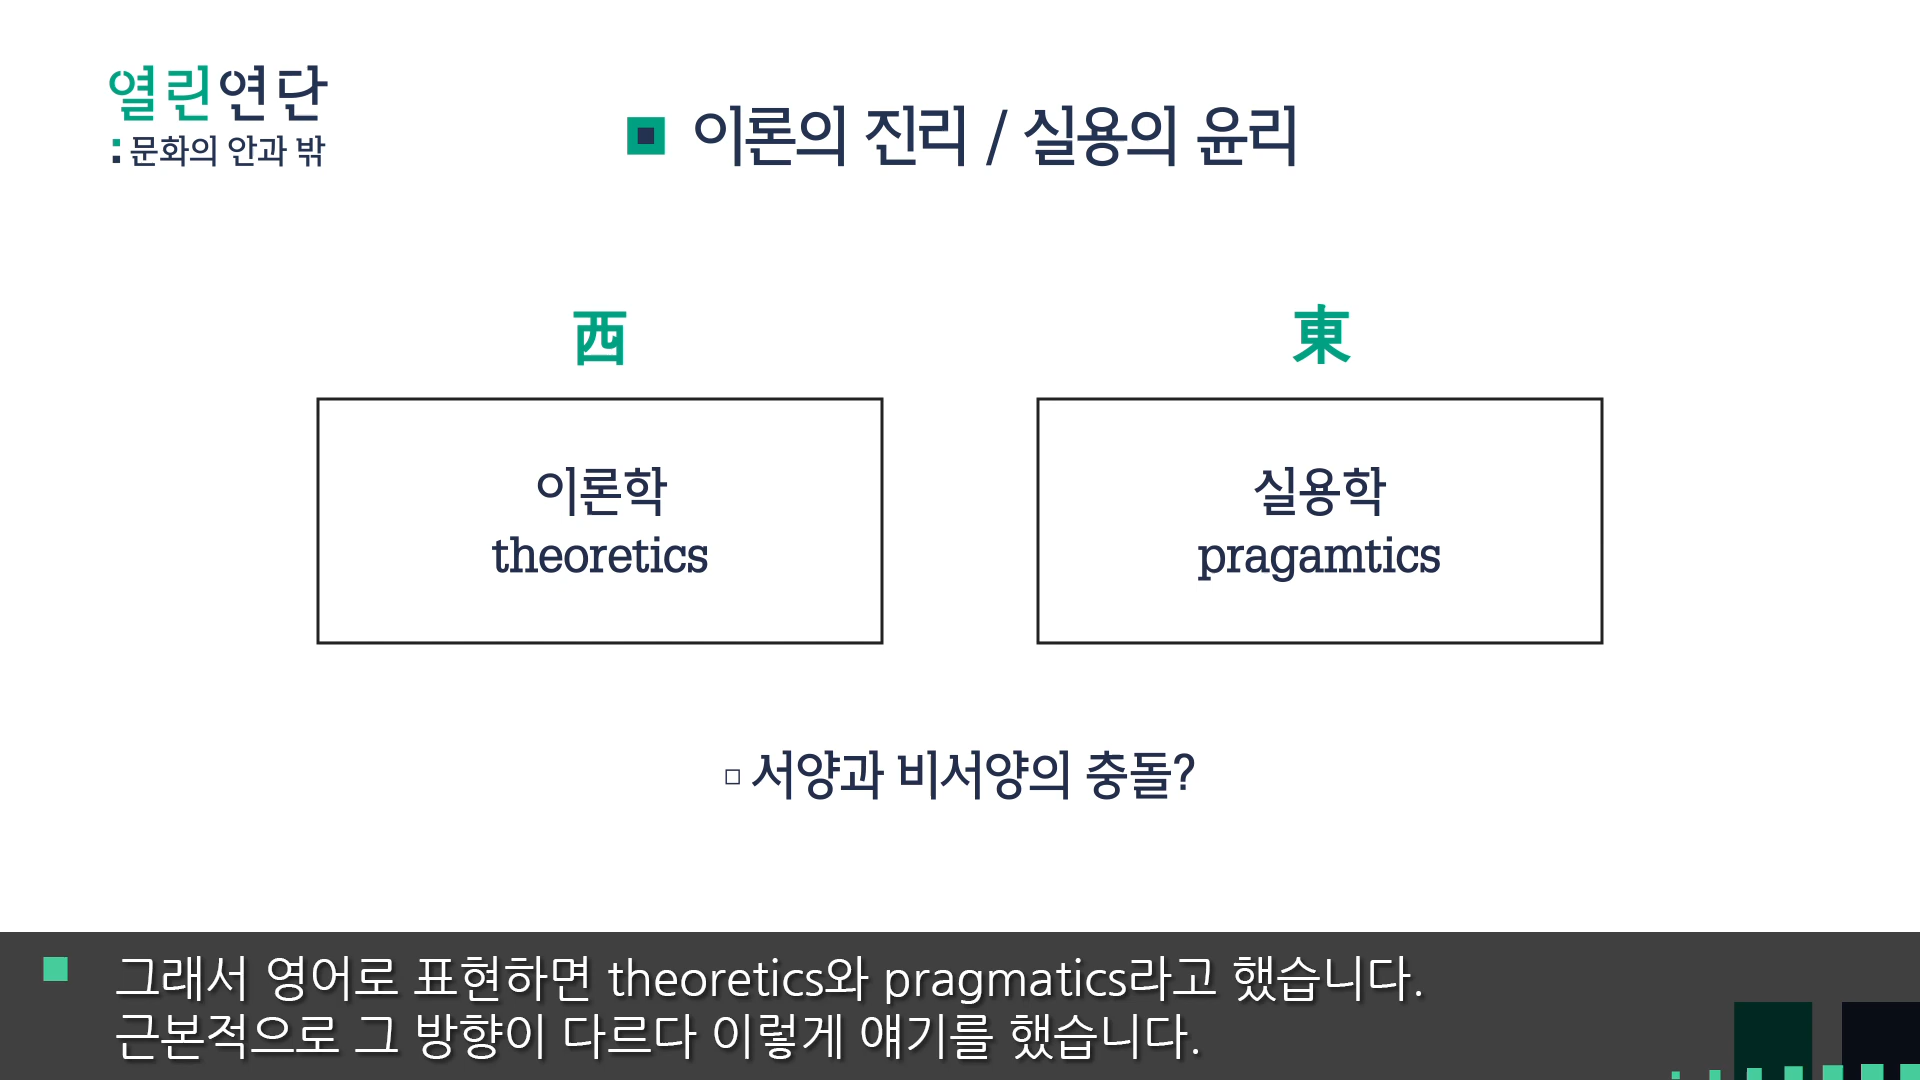 열린연단
:문화의 안과 밖
이론의 진리 / 실용의 윤리
西
東
이론학
theoretics
실용학
pragamtics
서양과 비서양의 충돌?
그래서 영어로 표현하면 theoretics와 pragmatics라고 했습니다.
근본적으로 그 방향이 다르다 이렇게 얘기를 했습니다.